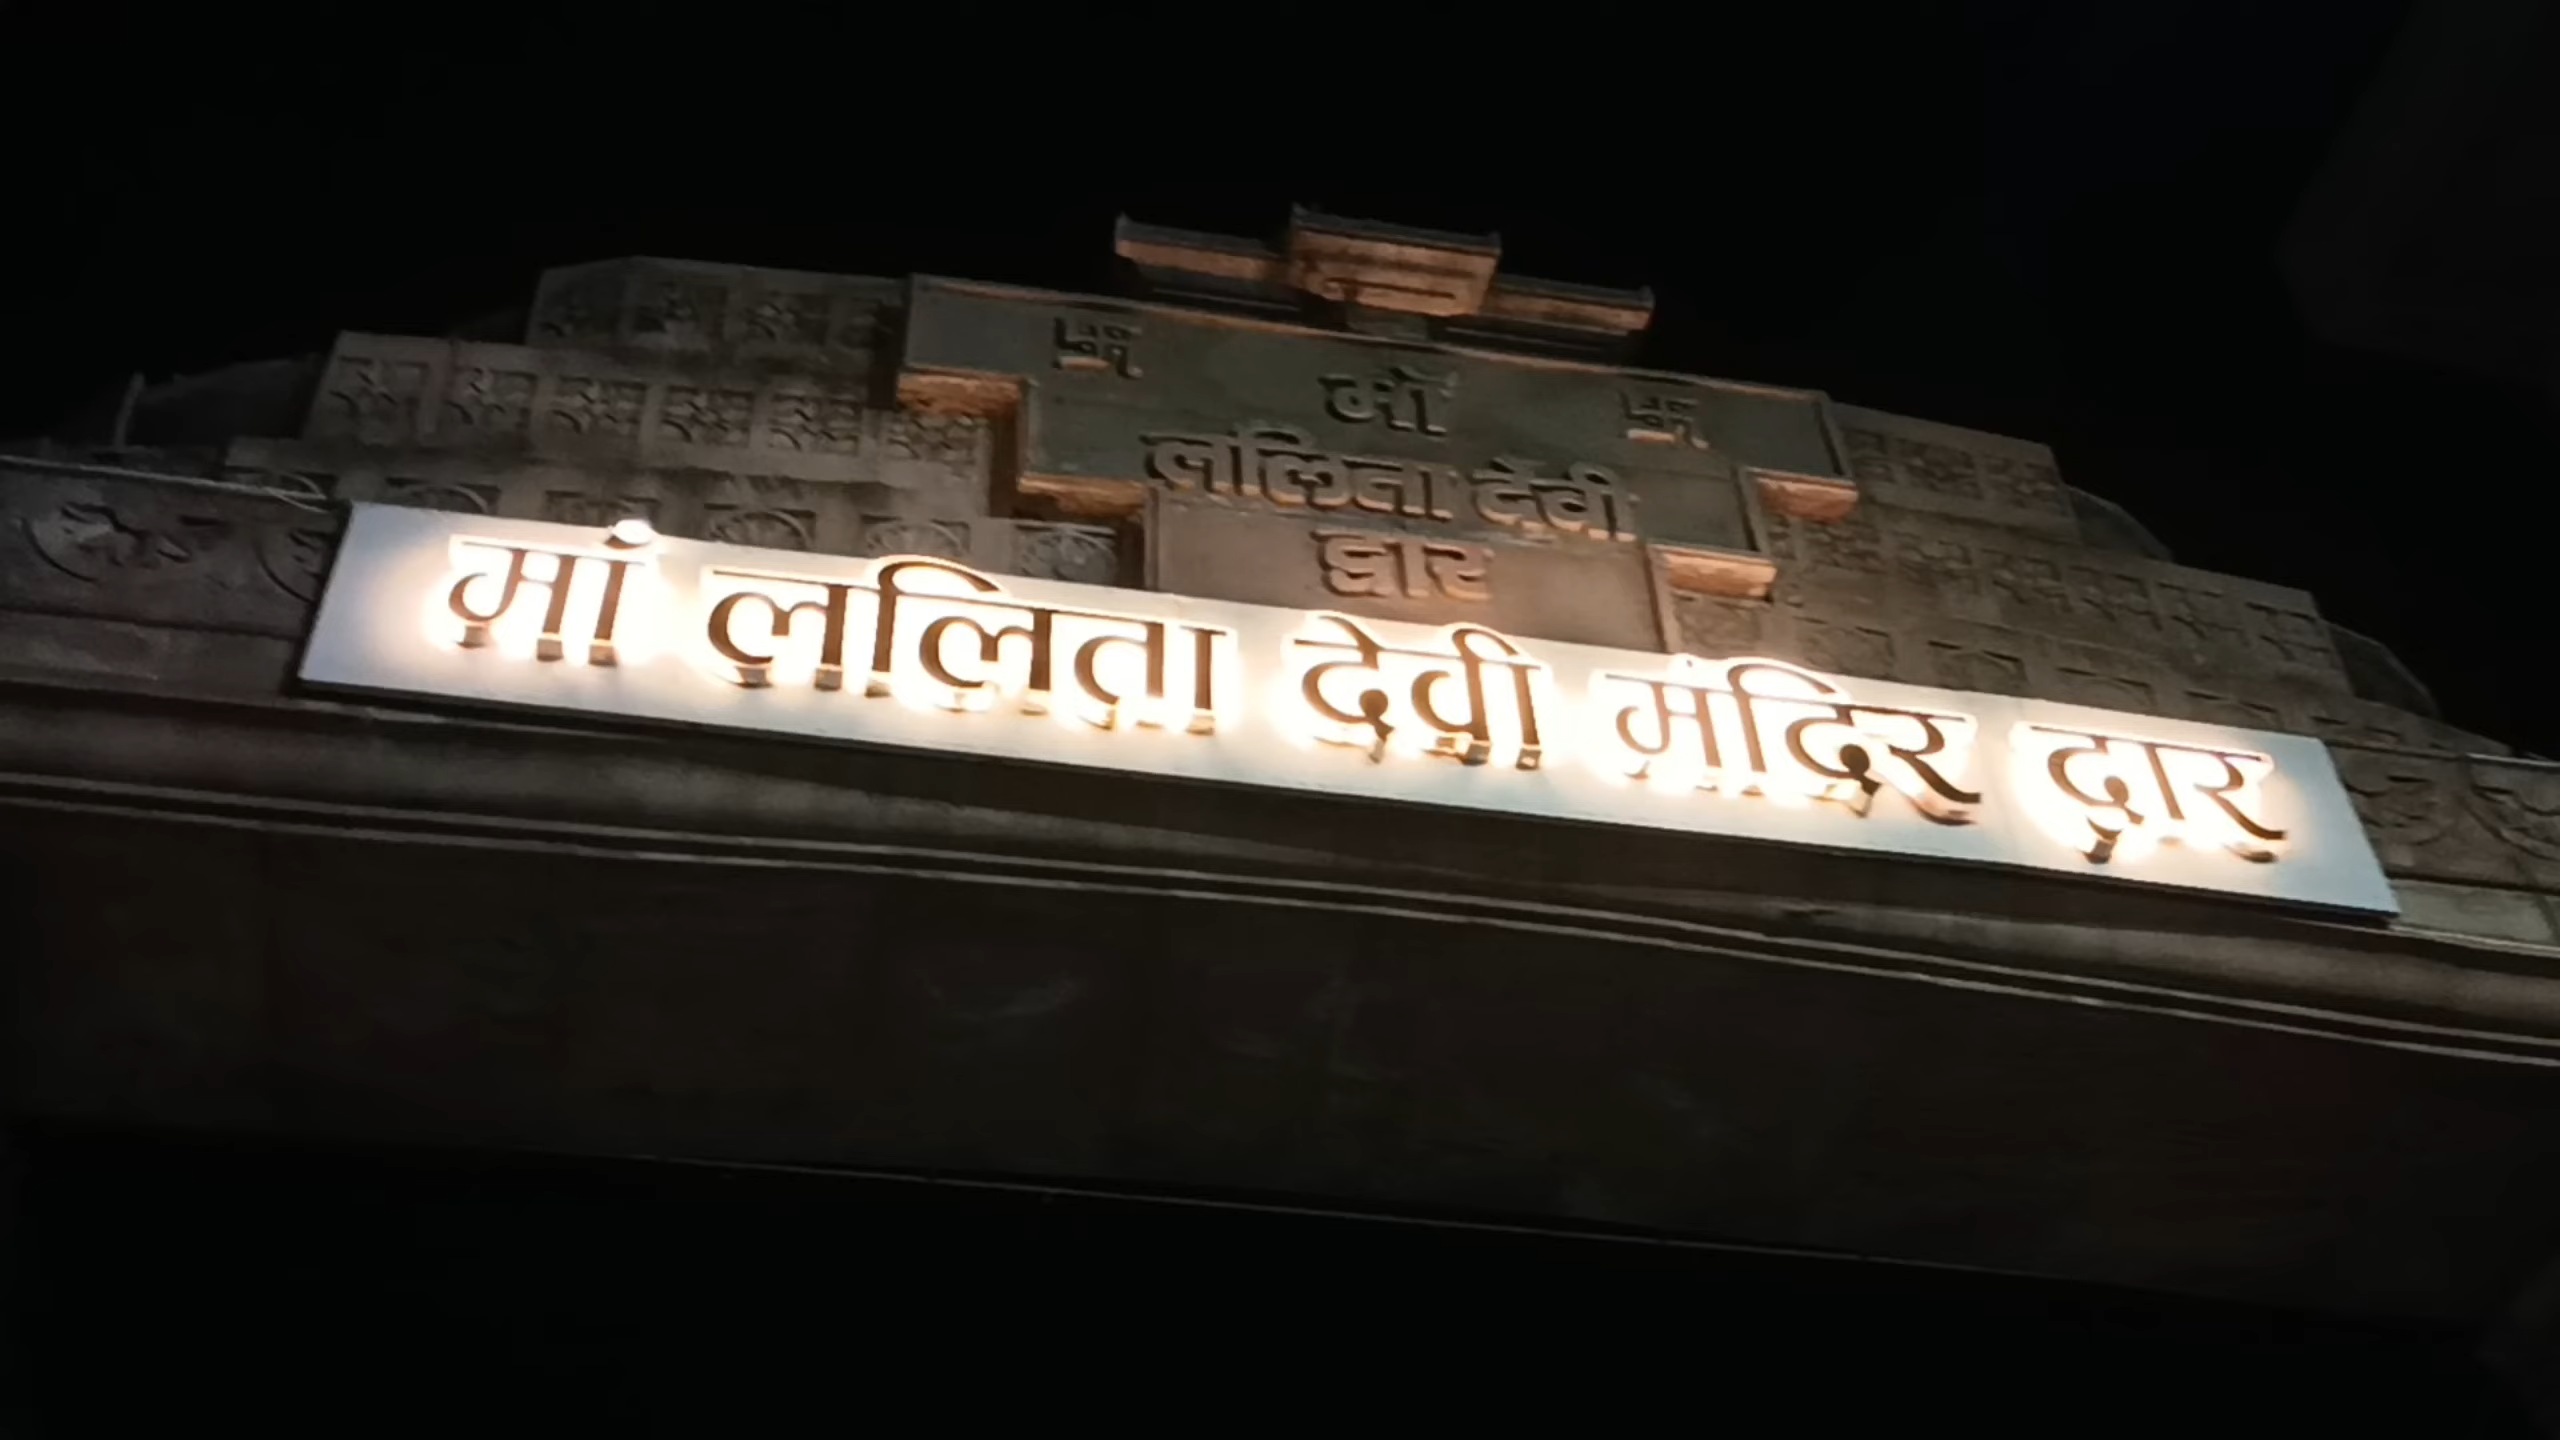 माँ
ललिता देवी
द्वार
मां ललिता देवी मंदिर द्वार